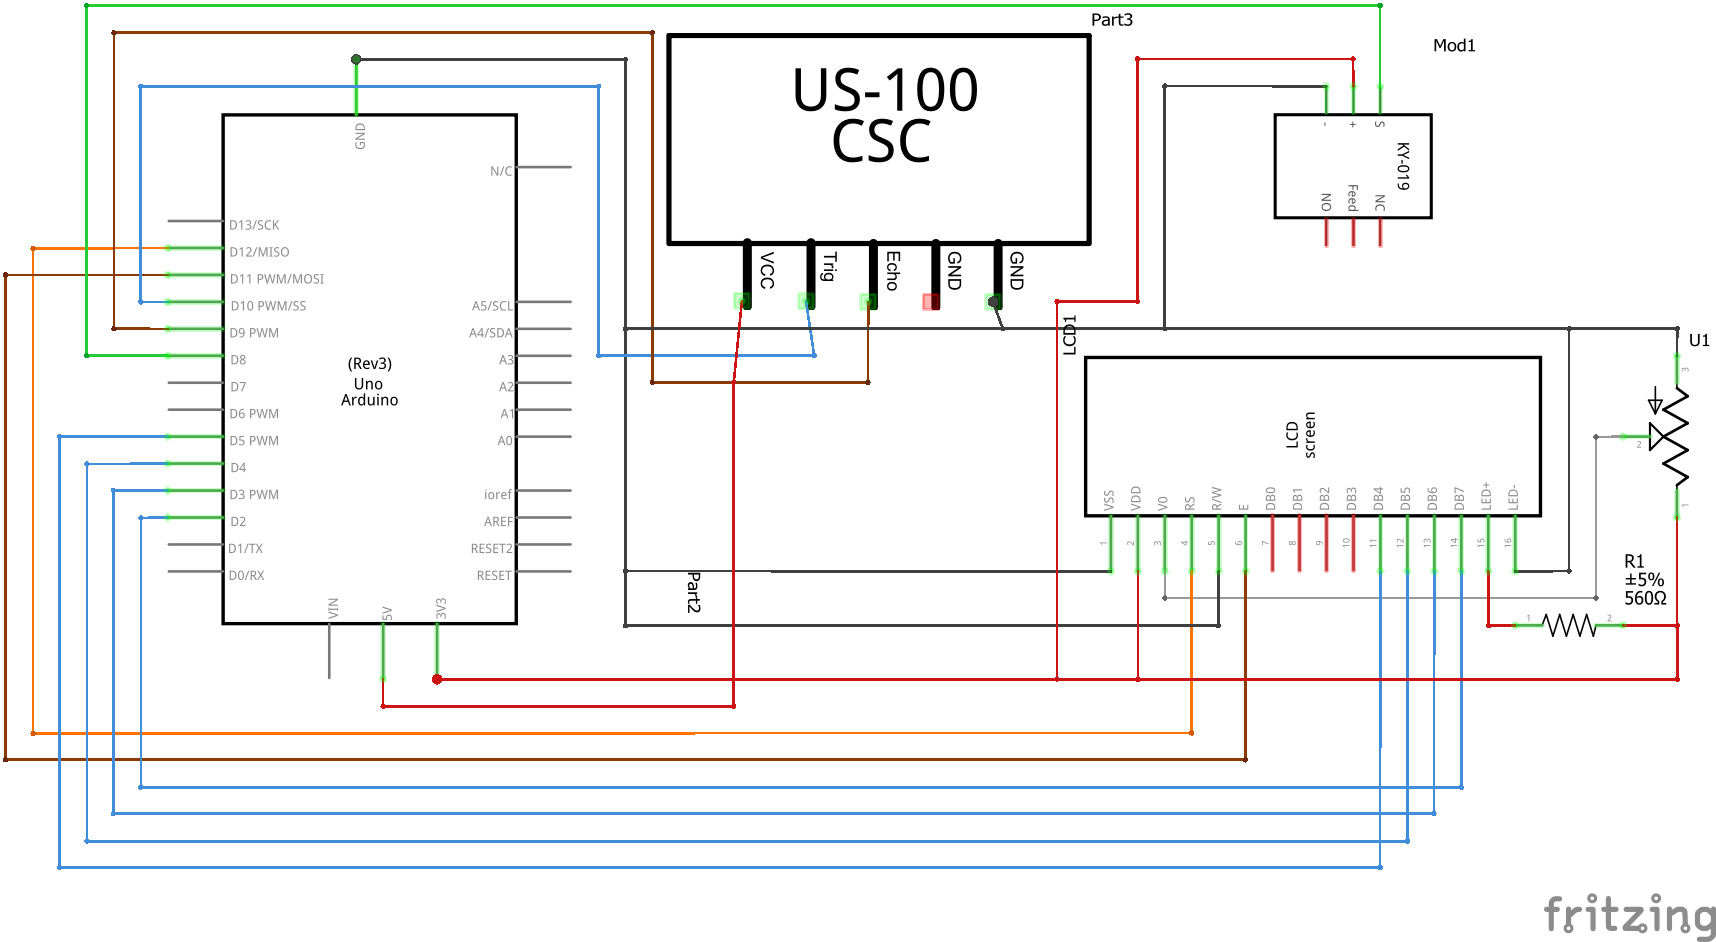 Part3
Mod1
US-100
CSC
VCC
Trig
Echo
GND
GND
-
+
S
KY-019
NO
Feed
NC
GND
N/C
D13/SCK
D12/MISO
D11 PWM/MOSI
D10 PWM/SS
D9 PWM
D8
D7
D6 PWM
D5 PWM
D4
D3 PWM
D2
D1/TX
D0/RX
(Rev3)
Uno
Arduino
A5/SCL
A4/SDA
A3
A2
A1
A0
ioref
AREF
RESET2
RESET
VIN
5V
3V3
Part2
LCD1
LCD
screen
VSS
VDD
V0
RS
R/W
E
DB0
DB1
DB2
DB3
DB4
DB5
DB6
DB7
LED+
LED-
1
2
3
4
5
6
7
8
9
10
11
12
13
14
15
16
U1
3
2
1
R1
±5%
560Ω
1
2
fritzing